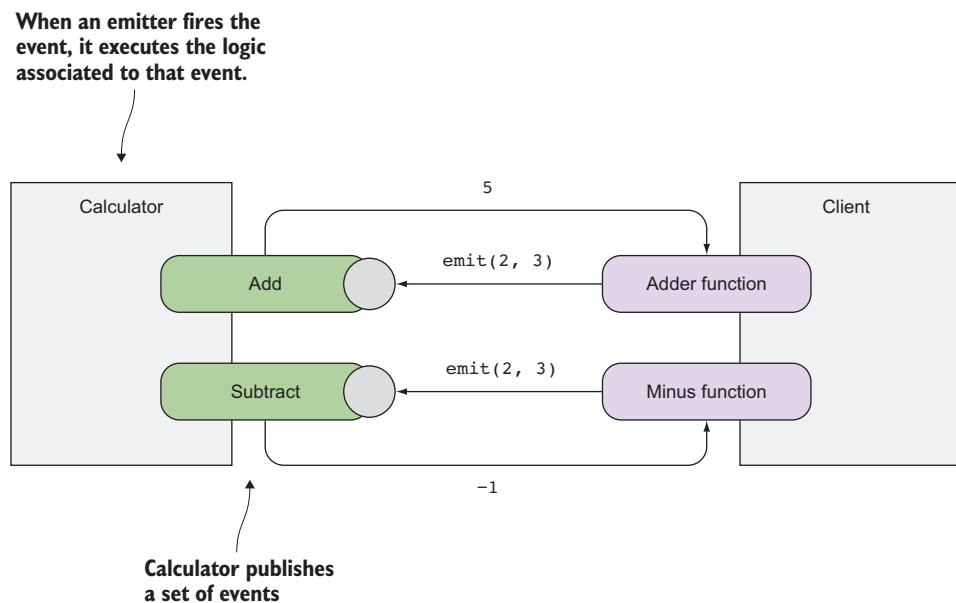 When an emitter fires the
event, it executes the logic
associated to that event.
5
Calculator
Client
emit(2, 3)
Add
Adder function
emit(2, 3)
Subtract
Minus function
−1
Calculator publishes
a set of events